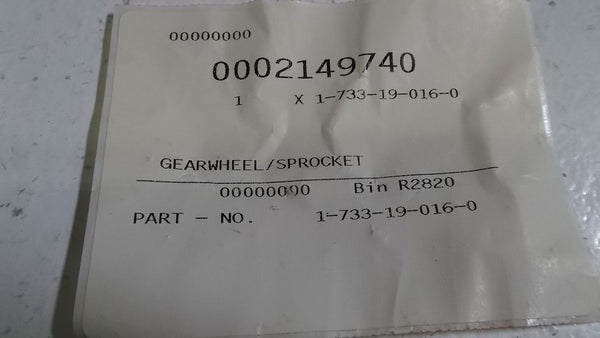 00000000
0002149740
1 X 1-733-19-016-0
GEARWHEEL/SPROCKET
00000090 Bin R2820
PART - NO. 1-733-19-016-0